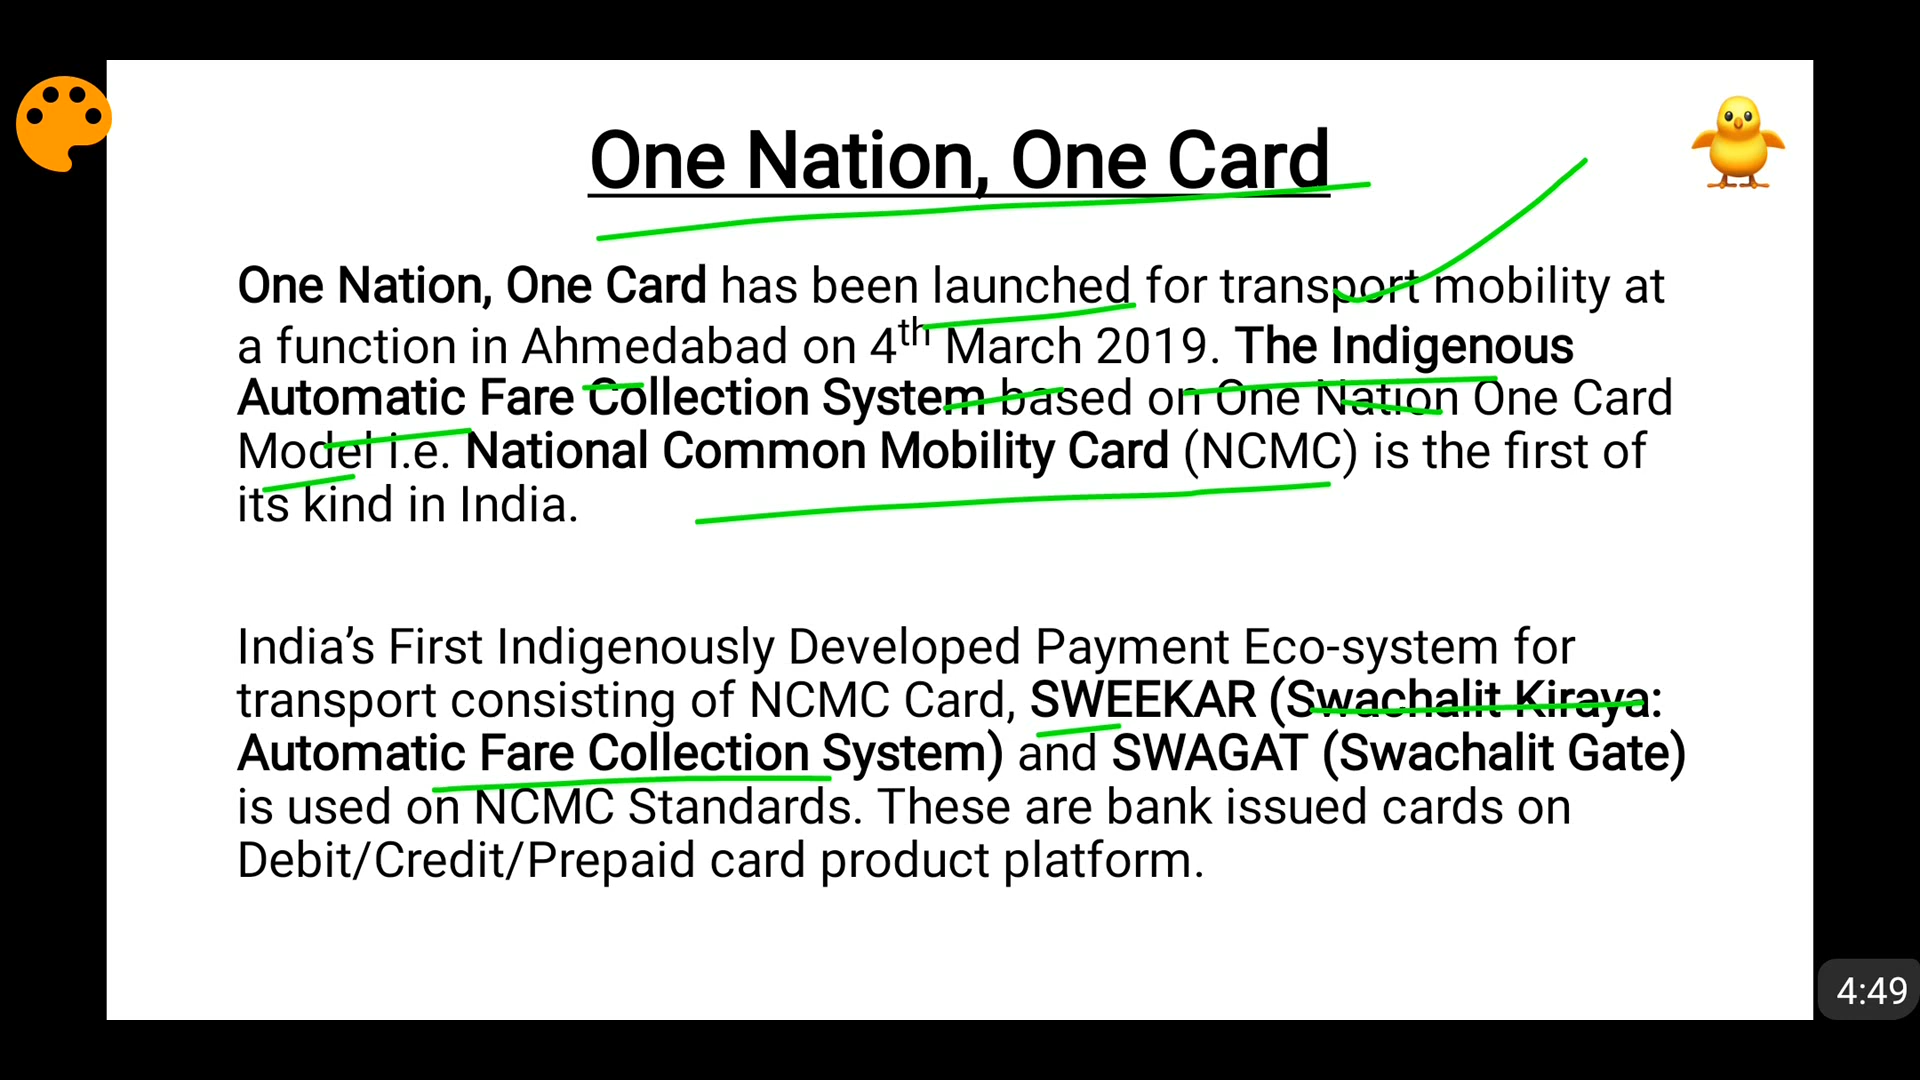 One Nation, One Card
One Nation, One Card has been launched for transport mobility at
a function in Ahmedabad on 4th March 2019. The Indigenous
Automatic Fare Collection System based on One Nation One Card
Model i.e. National Common Mobility Card (NCMC) is the first of
its kind in India.
India’s First Indigenously Developed Payment Eco-system for
transport consisting of NCMC Card, SWEEKAR (Swachalit Kiraya:
Automatic Fare Collection System) and SWAGAT (Swachalit Gate)
is used on NCMC Standards. These are bank issued cards on
Debit/Credit/Prepaid card product platform.
4:49